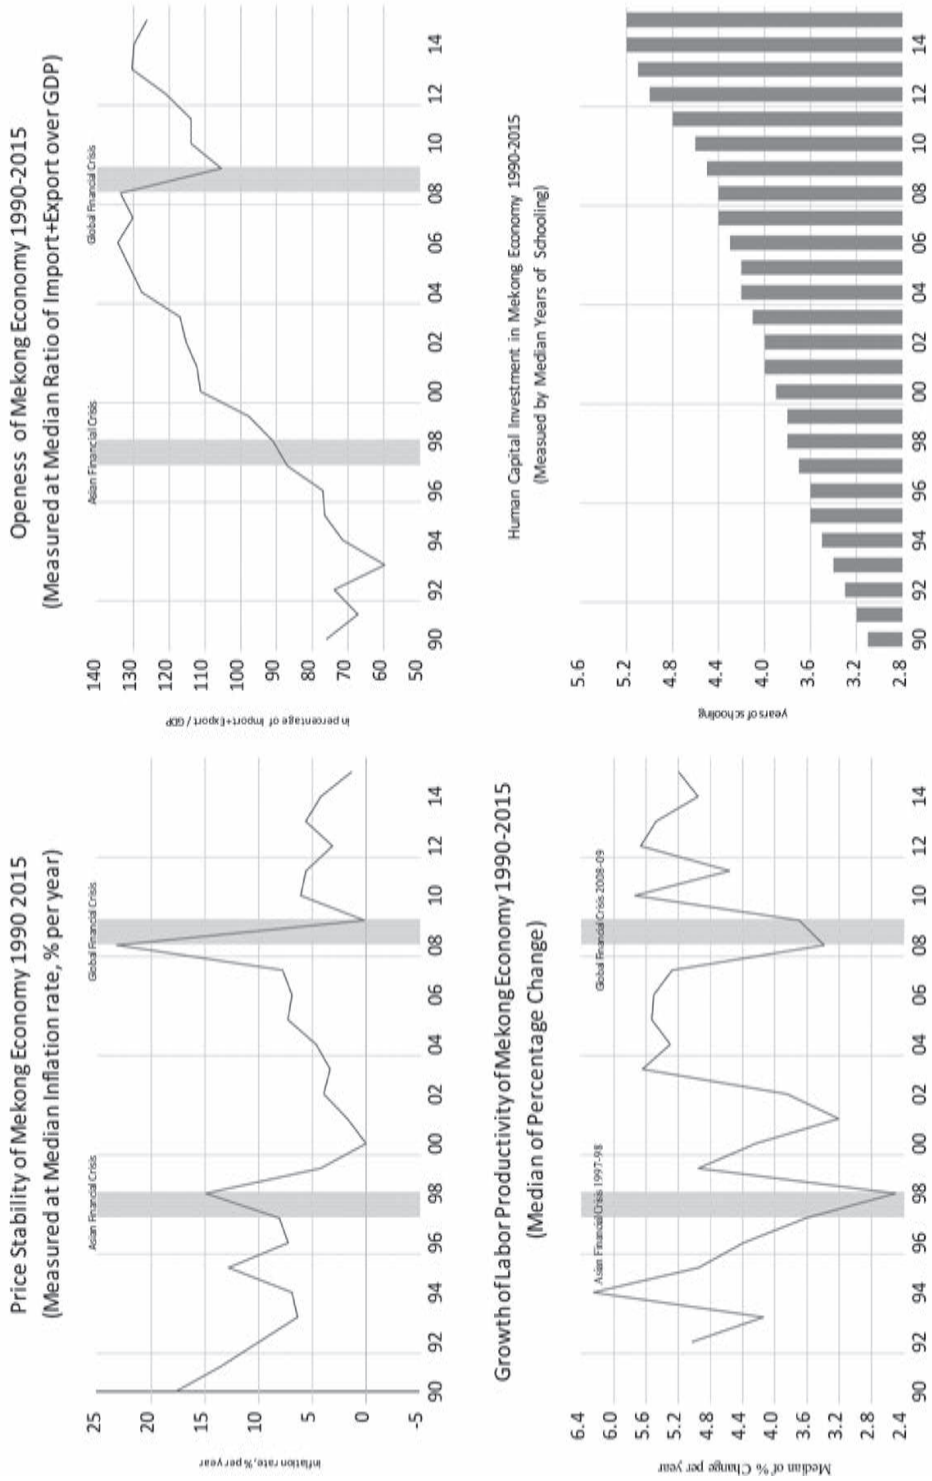 Price Stability of Mekong Economy 1990 2015
(Measured at Median Inflation rate, % per year)
Asian Financial Crisis
Global Financial Crisis
inflation rate, % per year
25
20
15
10
5
0
-5
90 92 94 96 98 00 02 04 06 08 10 12 14
Openess of Mekong Economy 1990-2015
(Measured at Median Ratio of Import+Export over GDP)
Asian Financial Crisis
Global Financial Crisis
in percentage of Import+Export / GDP
140
130
120
110
100
90
80
70
60
50
90 92 94 96 98 00 02 04 06 08 10 12 14
Growth of Labor Productivity of Mekong Economy 1990-2015
(Median of Percentage Change)
Asian Financial Crisis 1997-98
Global Financial Crisis 2008-09
Median of % Change per year
6.4
6.0
5.6
5.2
4.8
4.4
4.0
3.6
3.2
2.8
2.4
90 92 94 96 98 00 02 04 06 08 10 12 14
Human Capital Investment in Mekong Economy 1990-2015
(Measued by Median Years of Schooling)
years of schooling
5.6
5.2
4.8
4.4
4.0
3.6
3.2
2.8
90 92 94 96 98 00 02 04 06 08 10 12 14